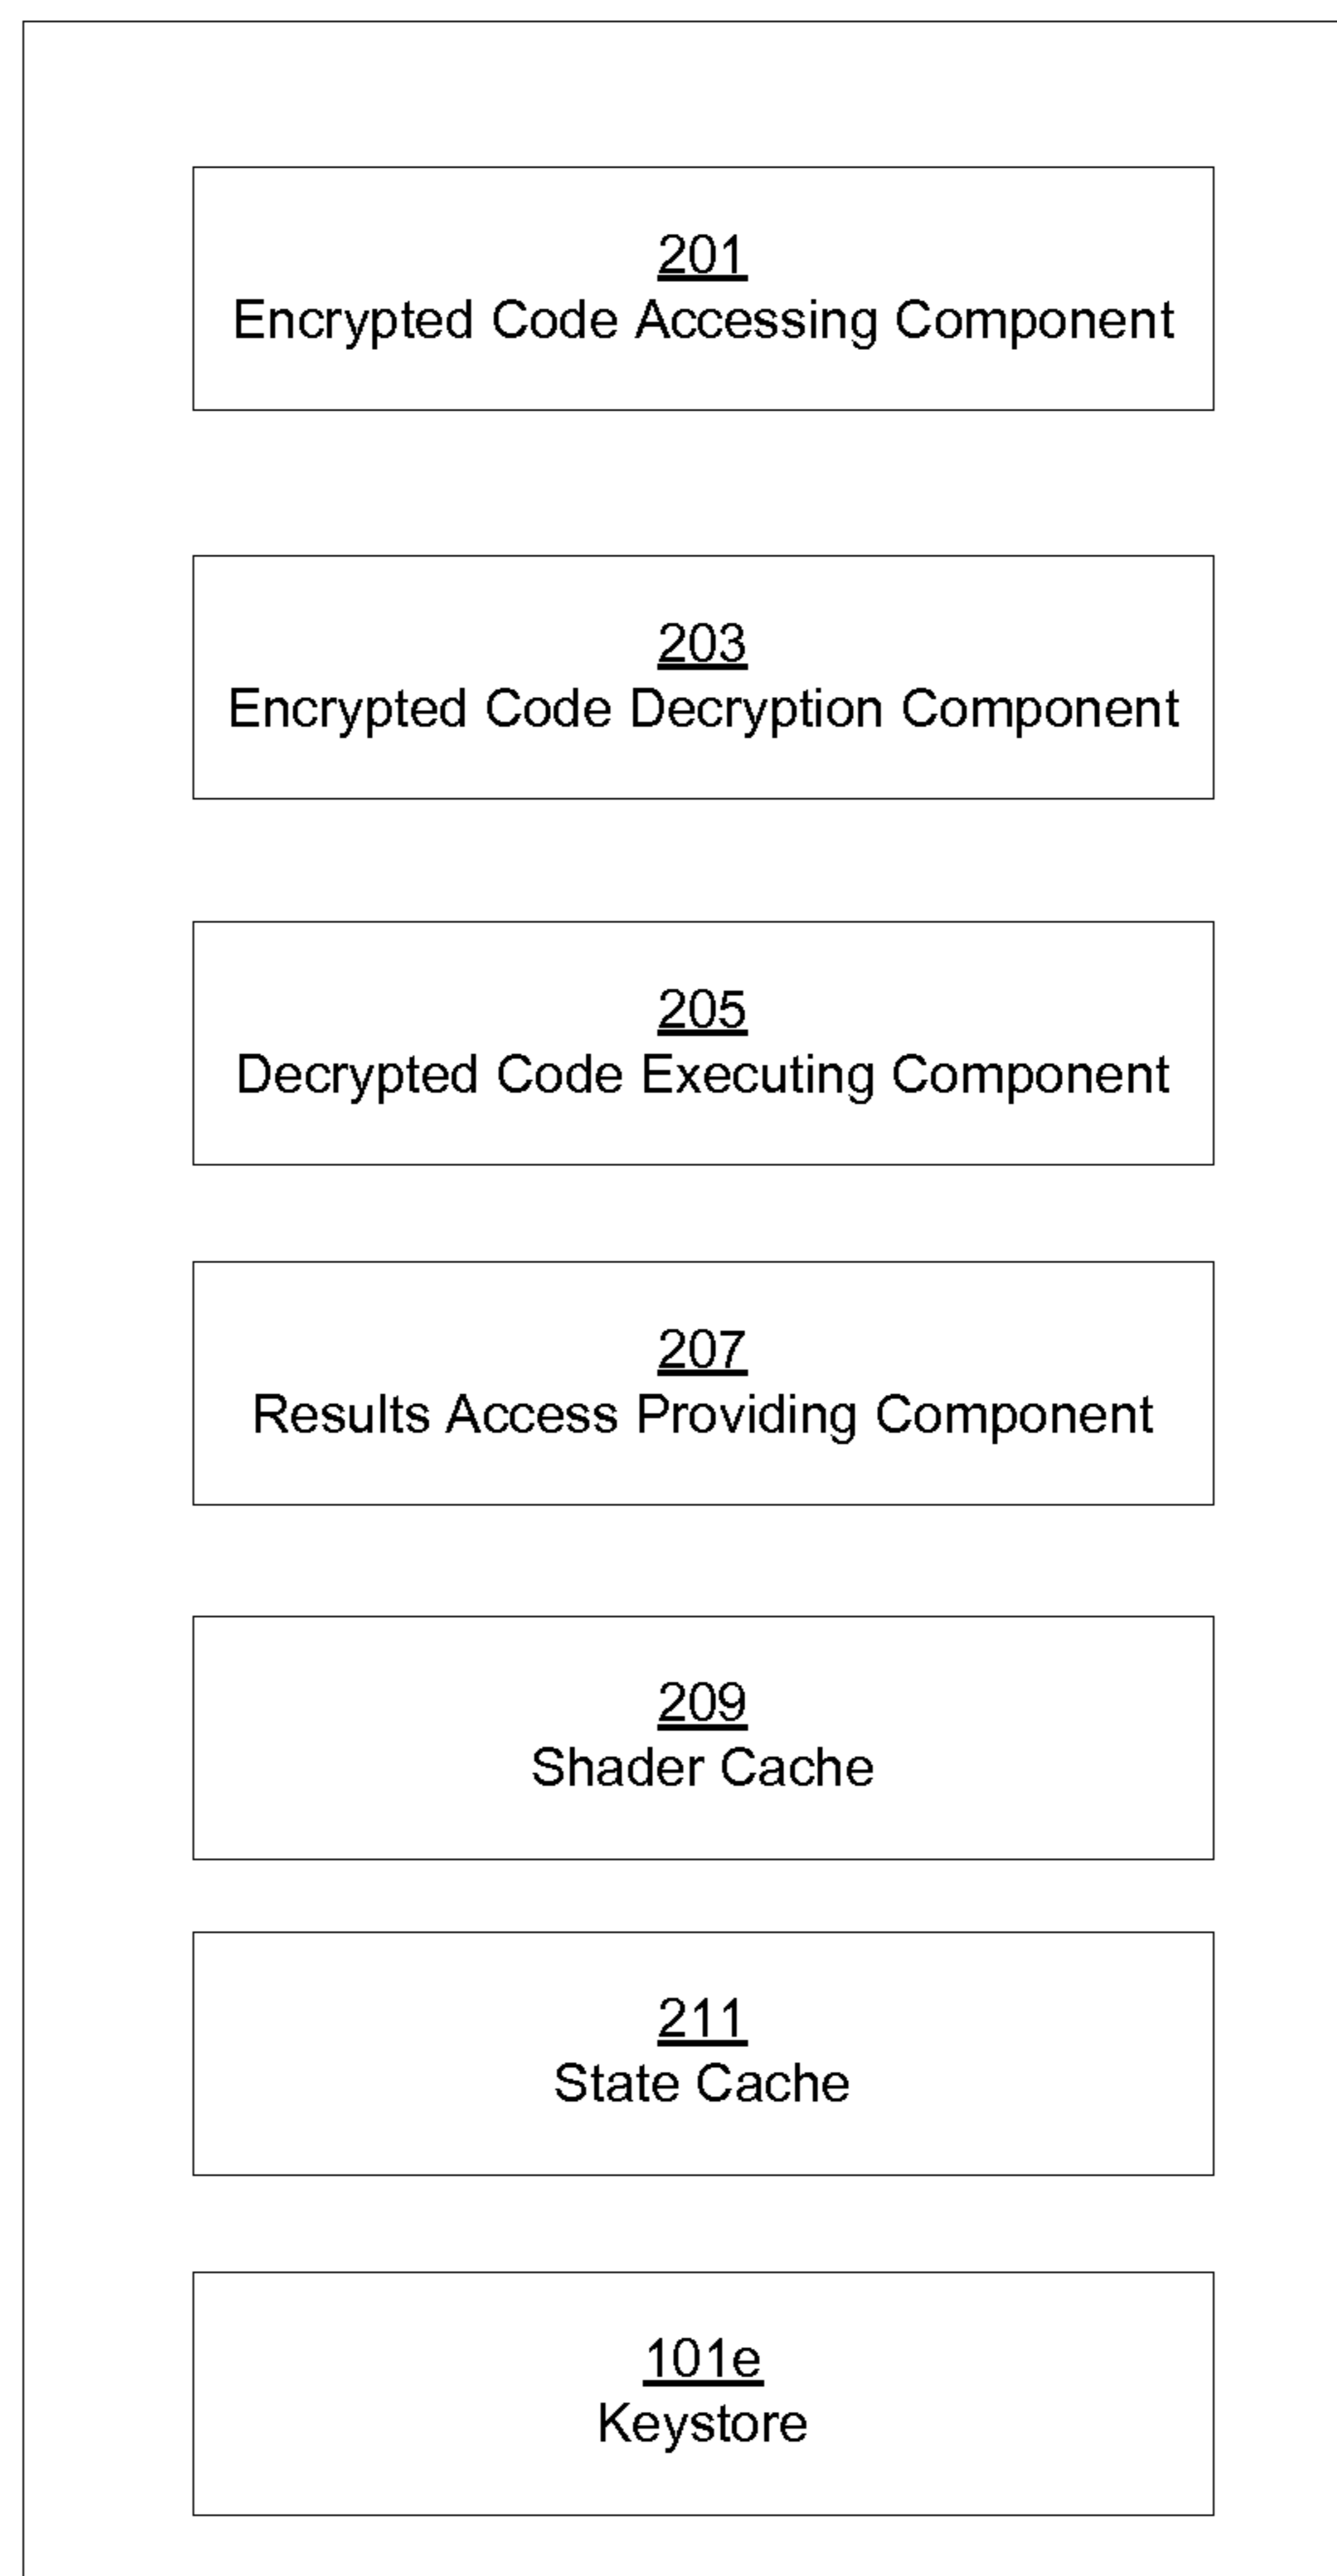 201
Encrypted Code Accessing Component
203
Encrypted Code Decryption Component
205
Decrypted Code Executing Component
207
Results Access Providing Component
209
Shader Cache
211
State Cache
101e
Keystore